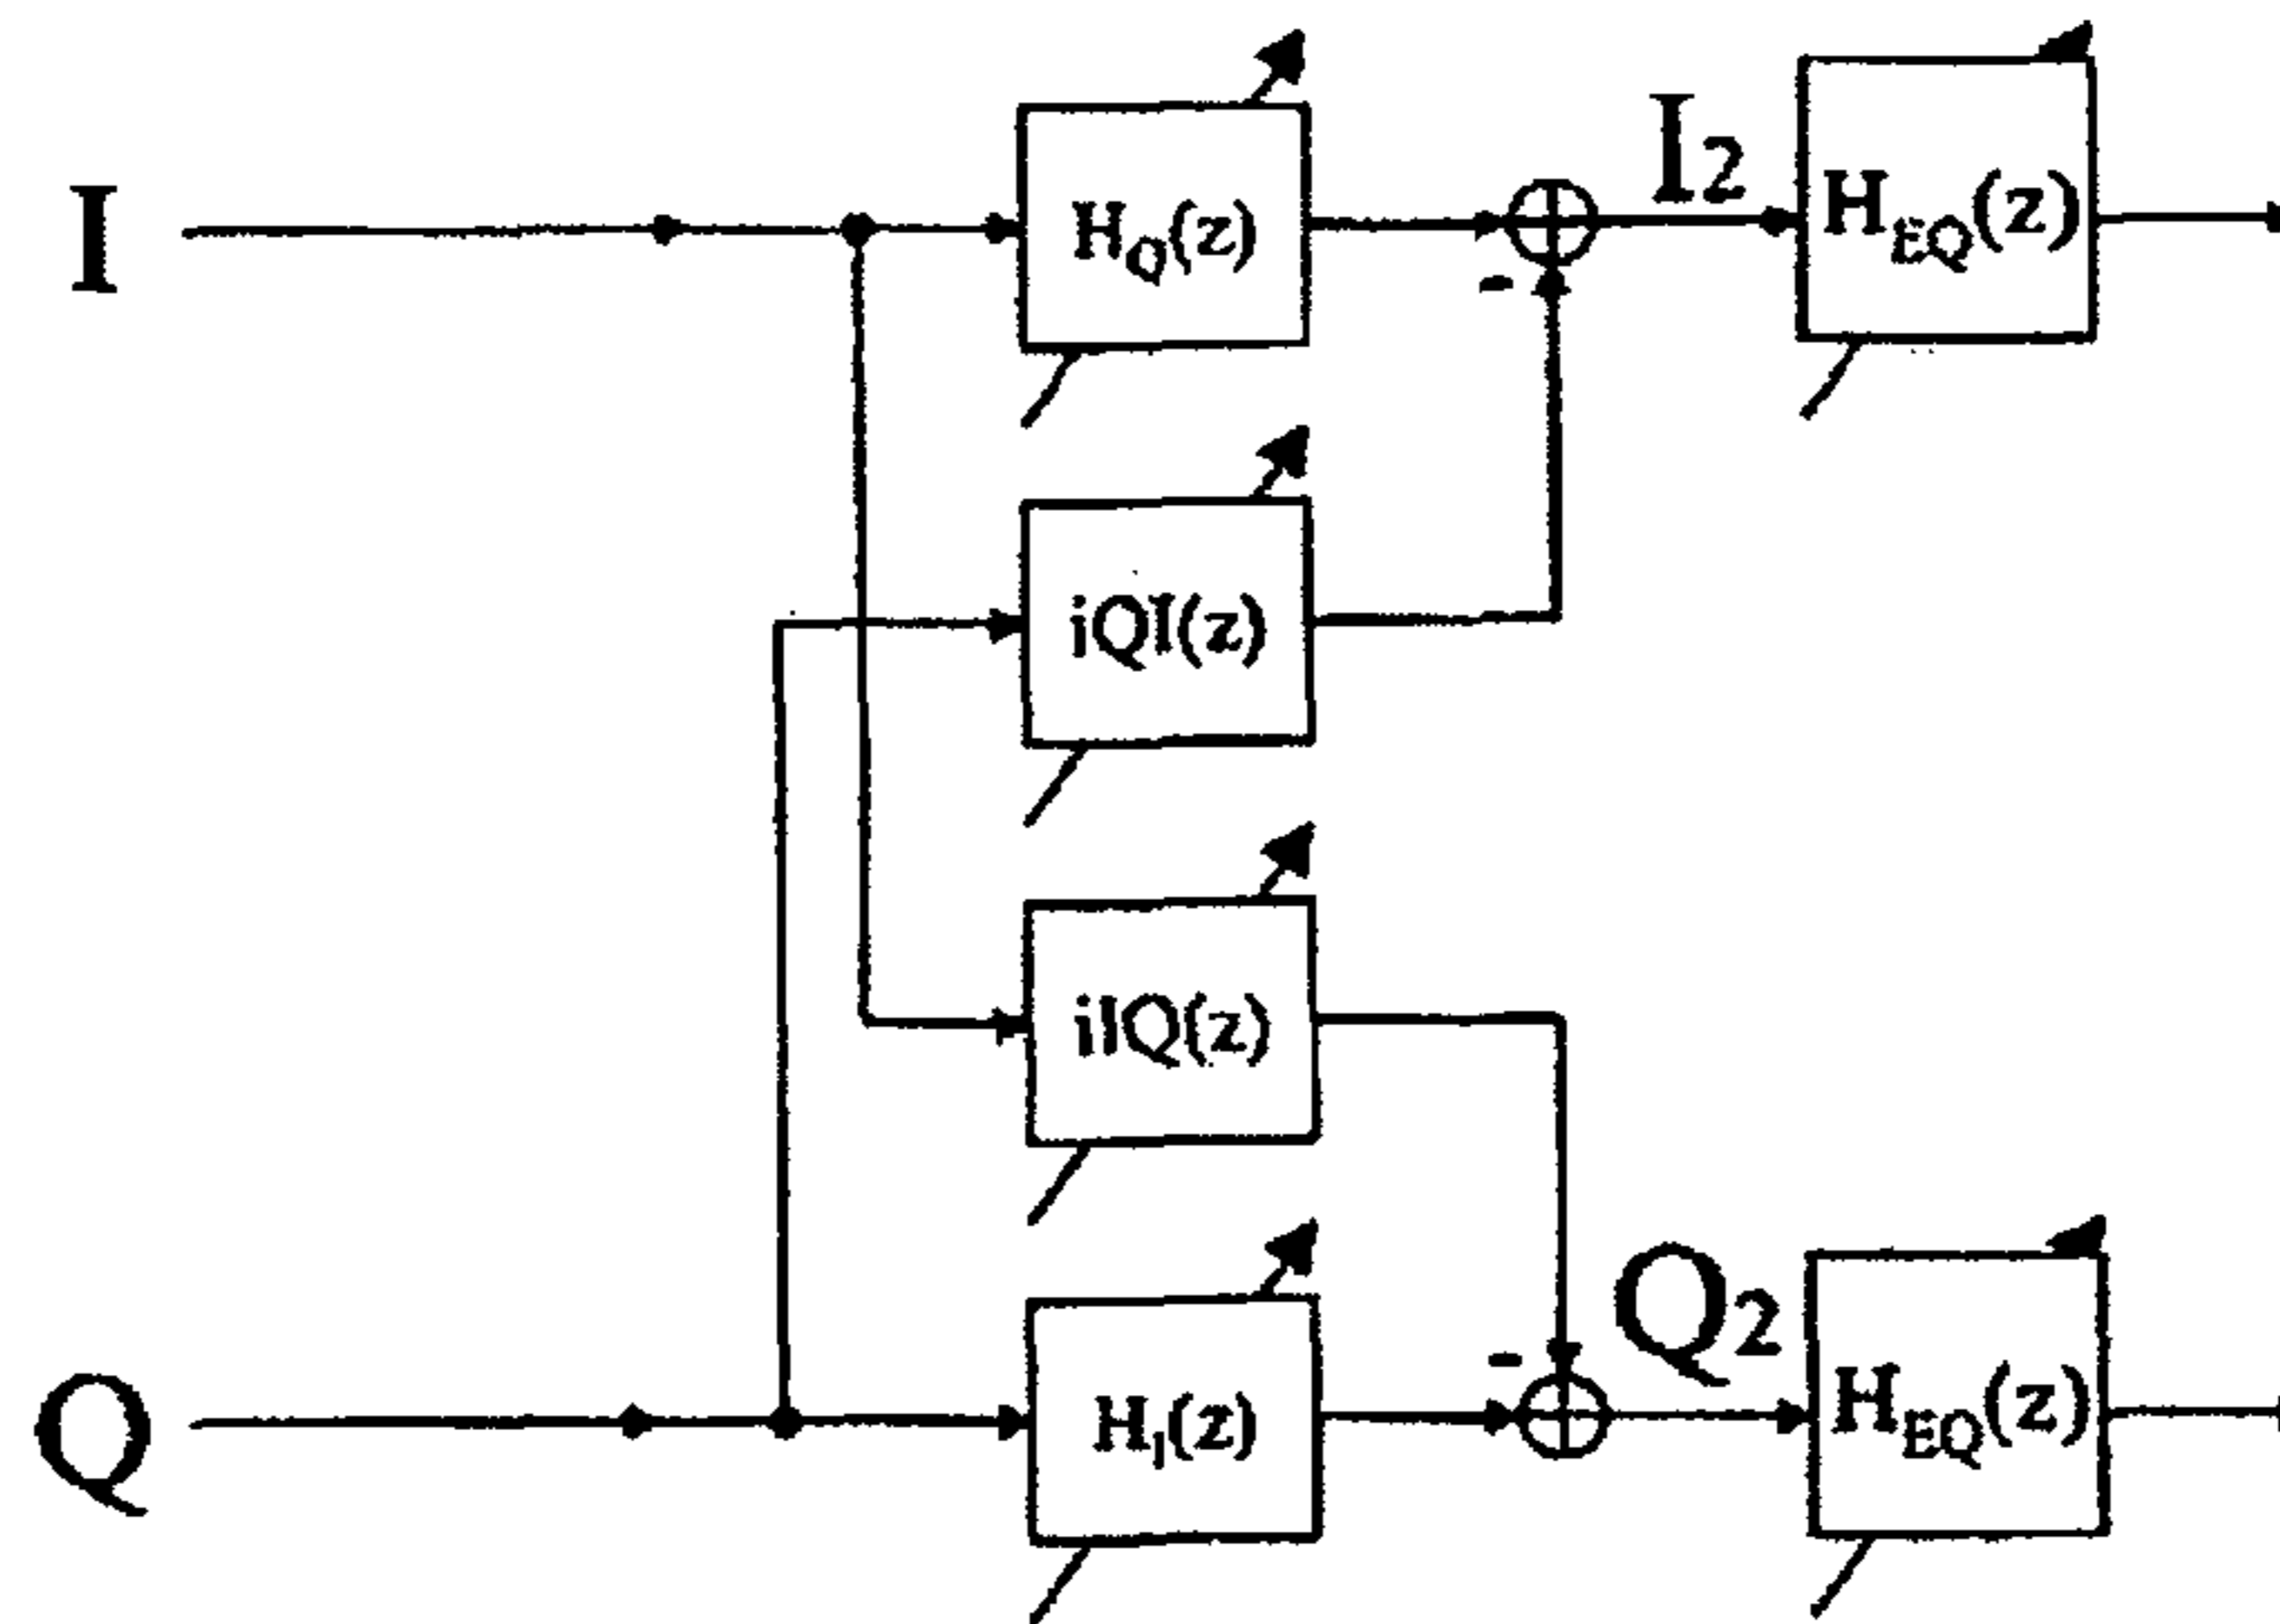 I
H_Q(z)
I₂
H_EQ(z)
-
iQI(z)
iIQ(z)
Q
H_I(z)
-
Q₂
H_EQ(z)